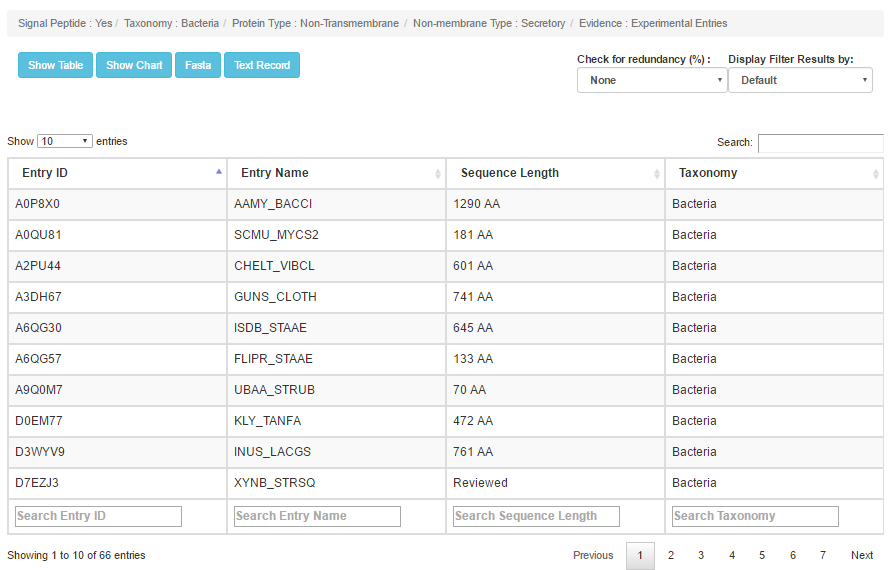 Signal Peptide : Yes / Taxonomy : Bacteria / Protein Type : Non-Transmembrane / Non-membrane Type : Secretory / Evidence : Experimental Entries
Show Table Show Chart Fasta Text Record
Check for redundancy (%) : Display Filter Results by:
None Default
Show 10 entries Search:
Entry ID Entry Name Sequence Length Taxonomy
A0P8X0 AAMY_BACCI 1290 AA Bacteria
A0QU81 SCMU_MYCS2 181 AA Bacteria
A2PU44 CHELT_VIBCL 601 AA Bacteria
A3DH67 GUNS_CLOTH 741 AA Bacteria
A6QG30 ISDB_STAAE 645 AA Bacteria
A6QG57 FLIPR_STAAE 133 AA Bacteria
A9Q0M7 UBAA_STRUB 70 AA Bacteria
D0EM77 KLY_TANFA 472 AA Bacteria
D3WYV9 INUS_LACGS 761 AA Bacteria
D7EZJ3 XYNB_STRSQ Reviewed Bacteria
Search Entry ID Search Entry Name Search Sequence Length Search Taxonomy
Showing 1 to 10 of 66 entries Previous 1 2 3 4 5 6 7 Next